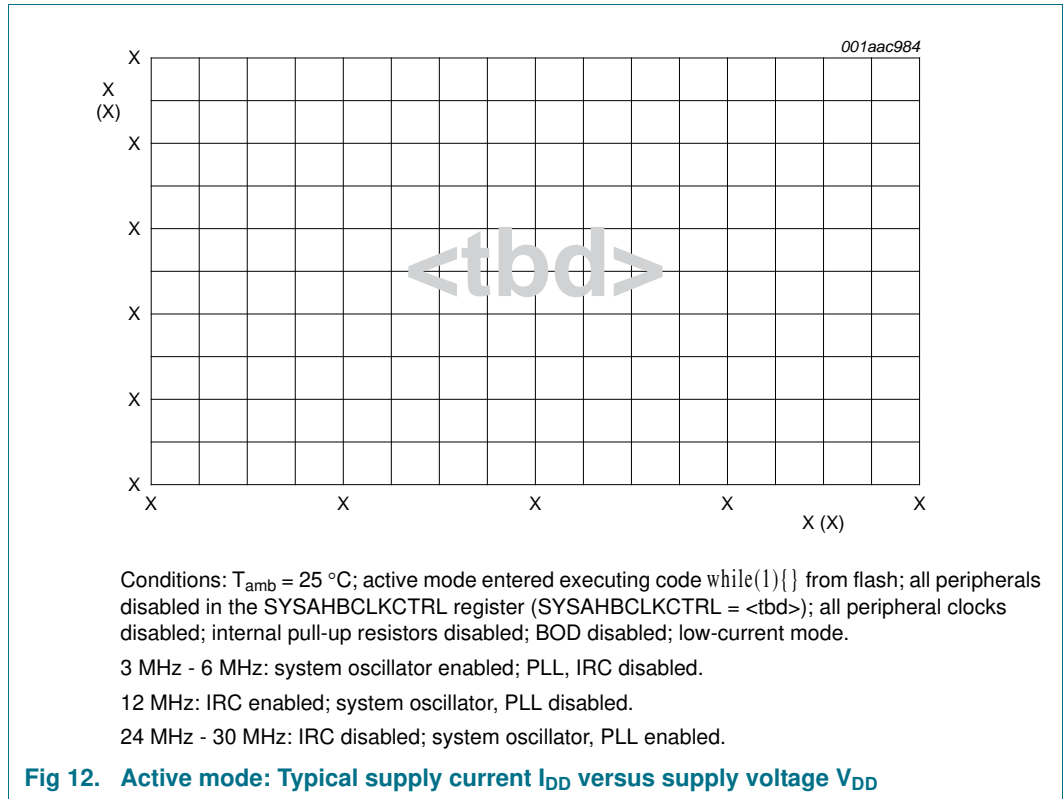 001aac984
X
X
(X)
X
X
<tbd>
X
X
X
X
X
X
X
X
X (X)
Conditions: Tamb = 25 °C; active mode entered executing code while(1){} from flash; all peripherals
disabled in the SYSAHBCLKCTRL register (SYSAHBCLKCTRL = <tbd>); all peripheral clocks
disabled; internal pull-up resistors disabled; BOD disabled; low-current mode.
3 MHz - 6 MHz: system oscillator enabled; PLL, IRC disabled.
12 MHz: IRC enabled; system oscillator, PLL disabled.
24 MHz - 30 MHz: IRC disabled; system oscillator, PLL enabled.
Fig 12. Active mode: Typical supply current IDD versus supply voltage VDD